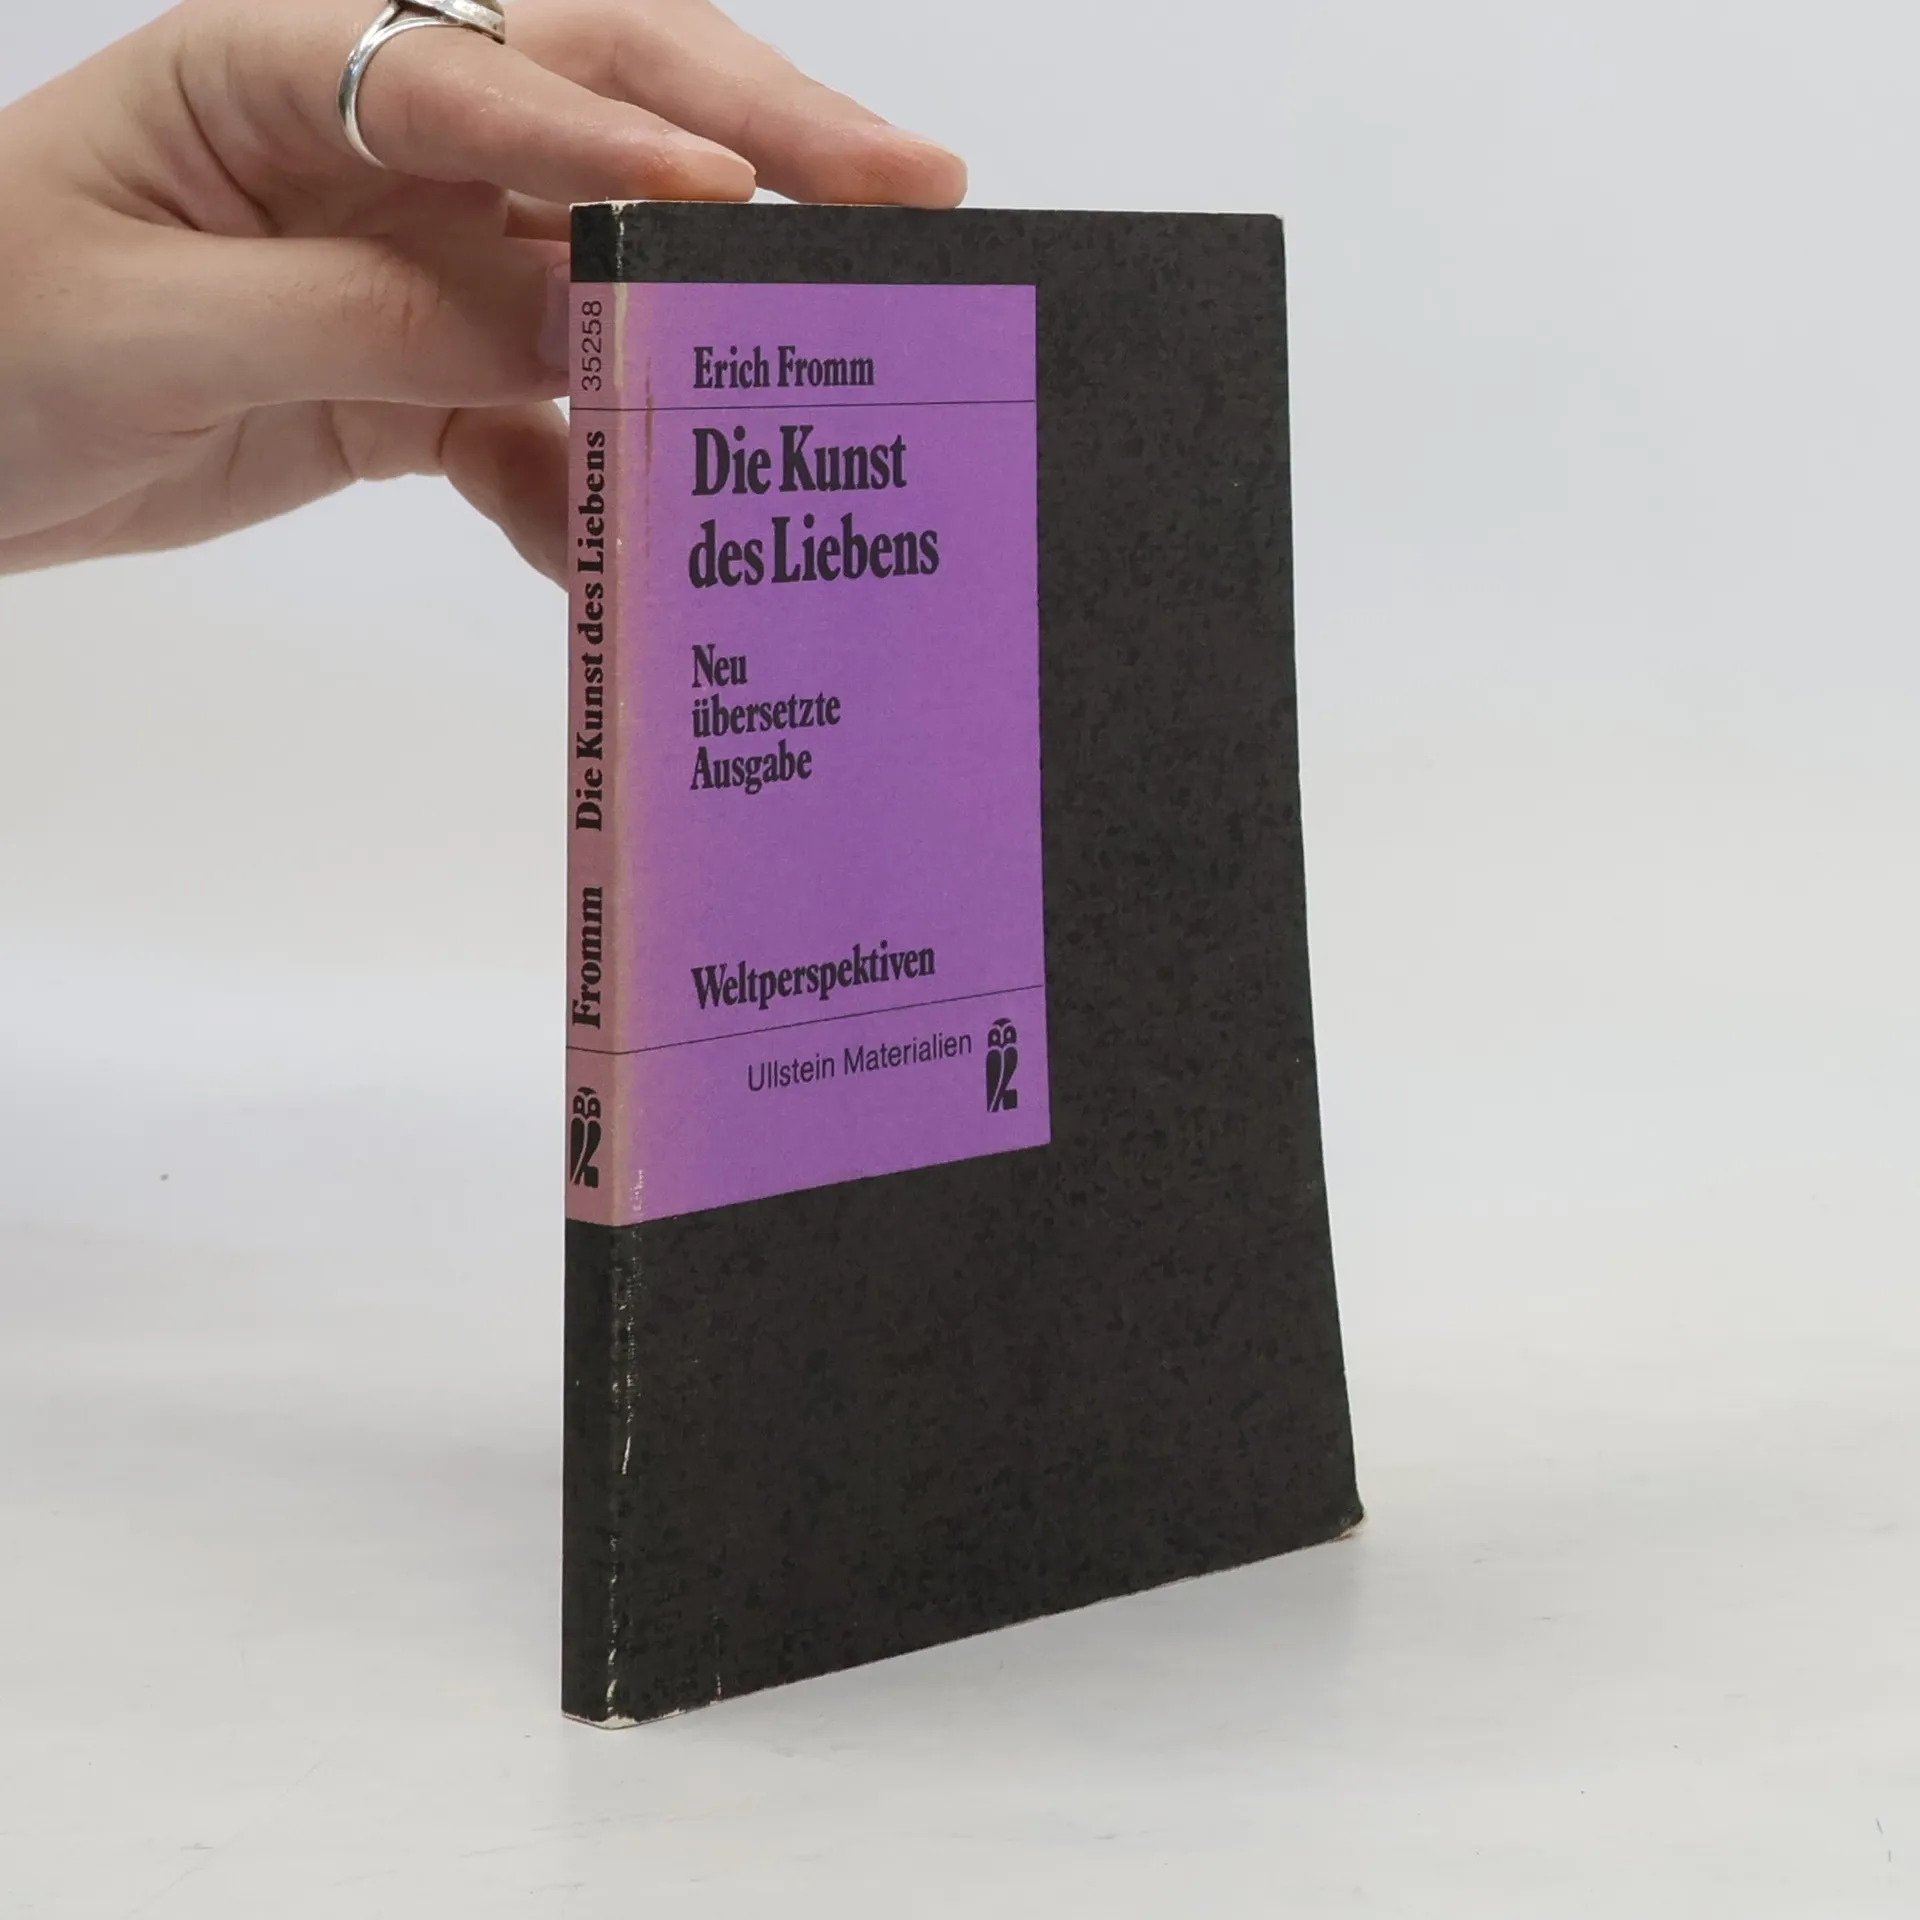 Erich Fromm
Die Kunst
des Liebens
Neu
übersetzte
Ausgabe
Weltperspektiven
Ullstein Materialien
Fromm Die Kunst des Liebens 35258